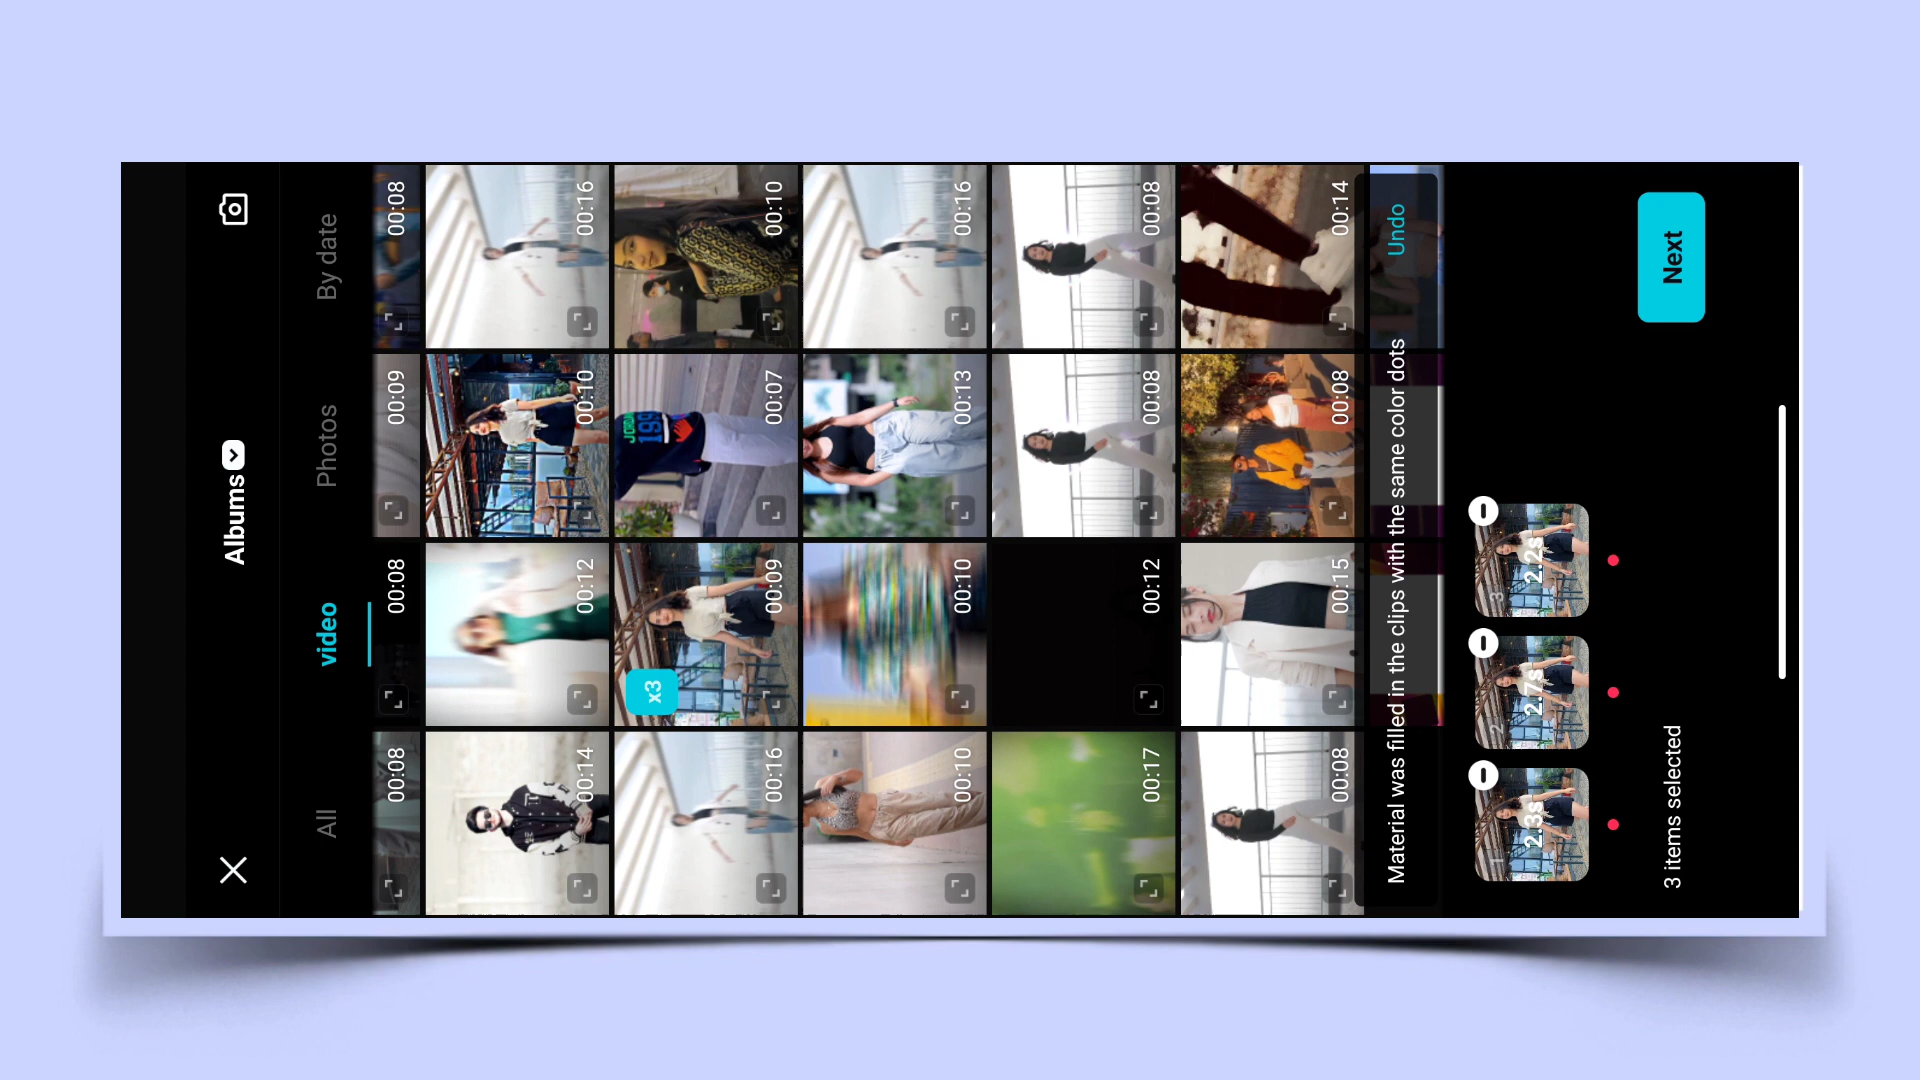 Albums
All video Photos By date
00:08 00:08 00:09 00:08
00:14 00:12 00:10 00:16
x3
199
00:16 00:09 00:07 00:10
00:10 00:10 00:13 00:16
00:17 00:12 00:08 00:08
00:08 00:15 00:08 00:14
Material was filled in the clips with the same color dots Undo
1 2 3
2.3s 2.7s 2.2s
3 items selected Next